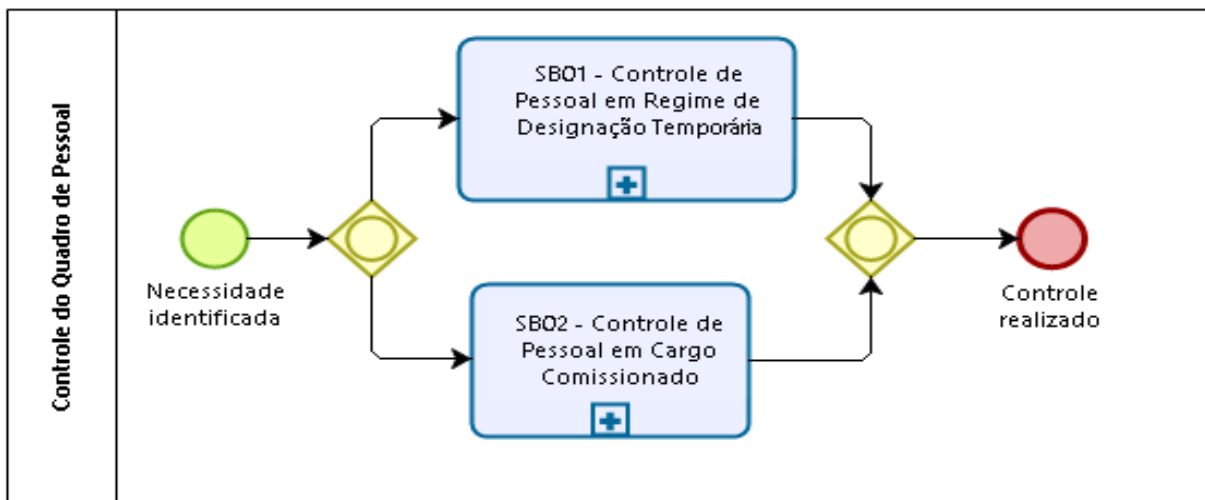 Controle do Quadro de Pessoal
SB01 - Controle de
Pessoal em Regime de
Designação Temporária
Necessidade
identificada
SB02 - Controle de
Pessoal em Cargo
Comissionado
Controle
realizado